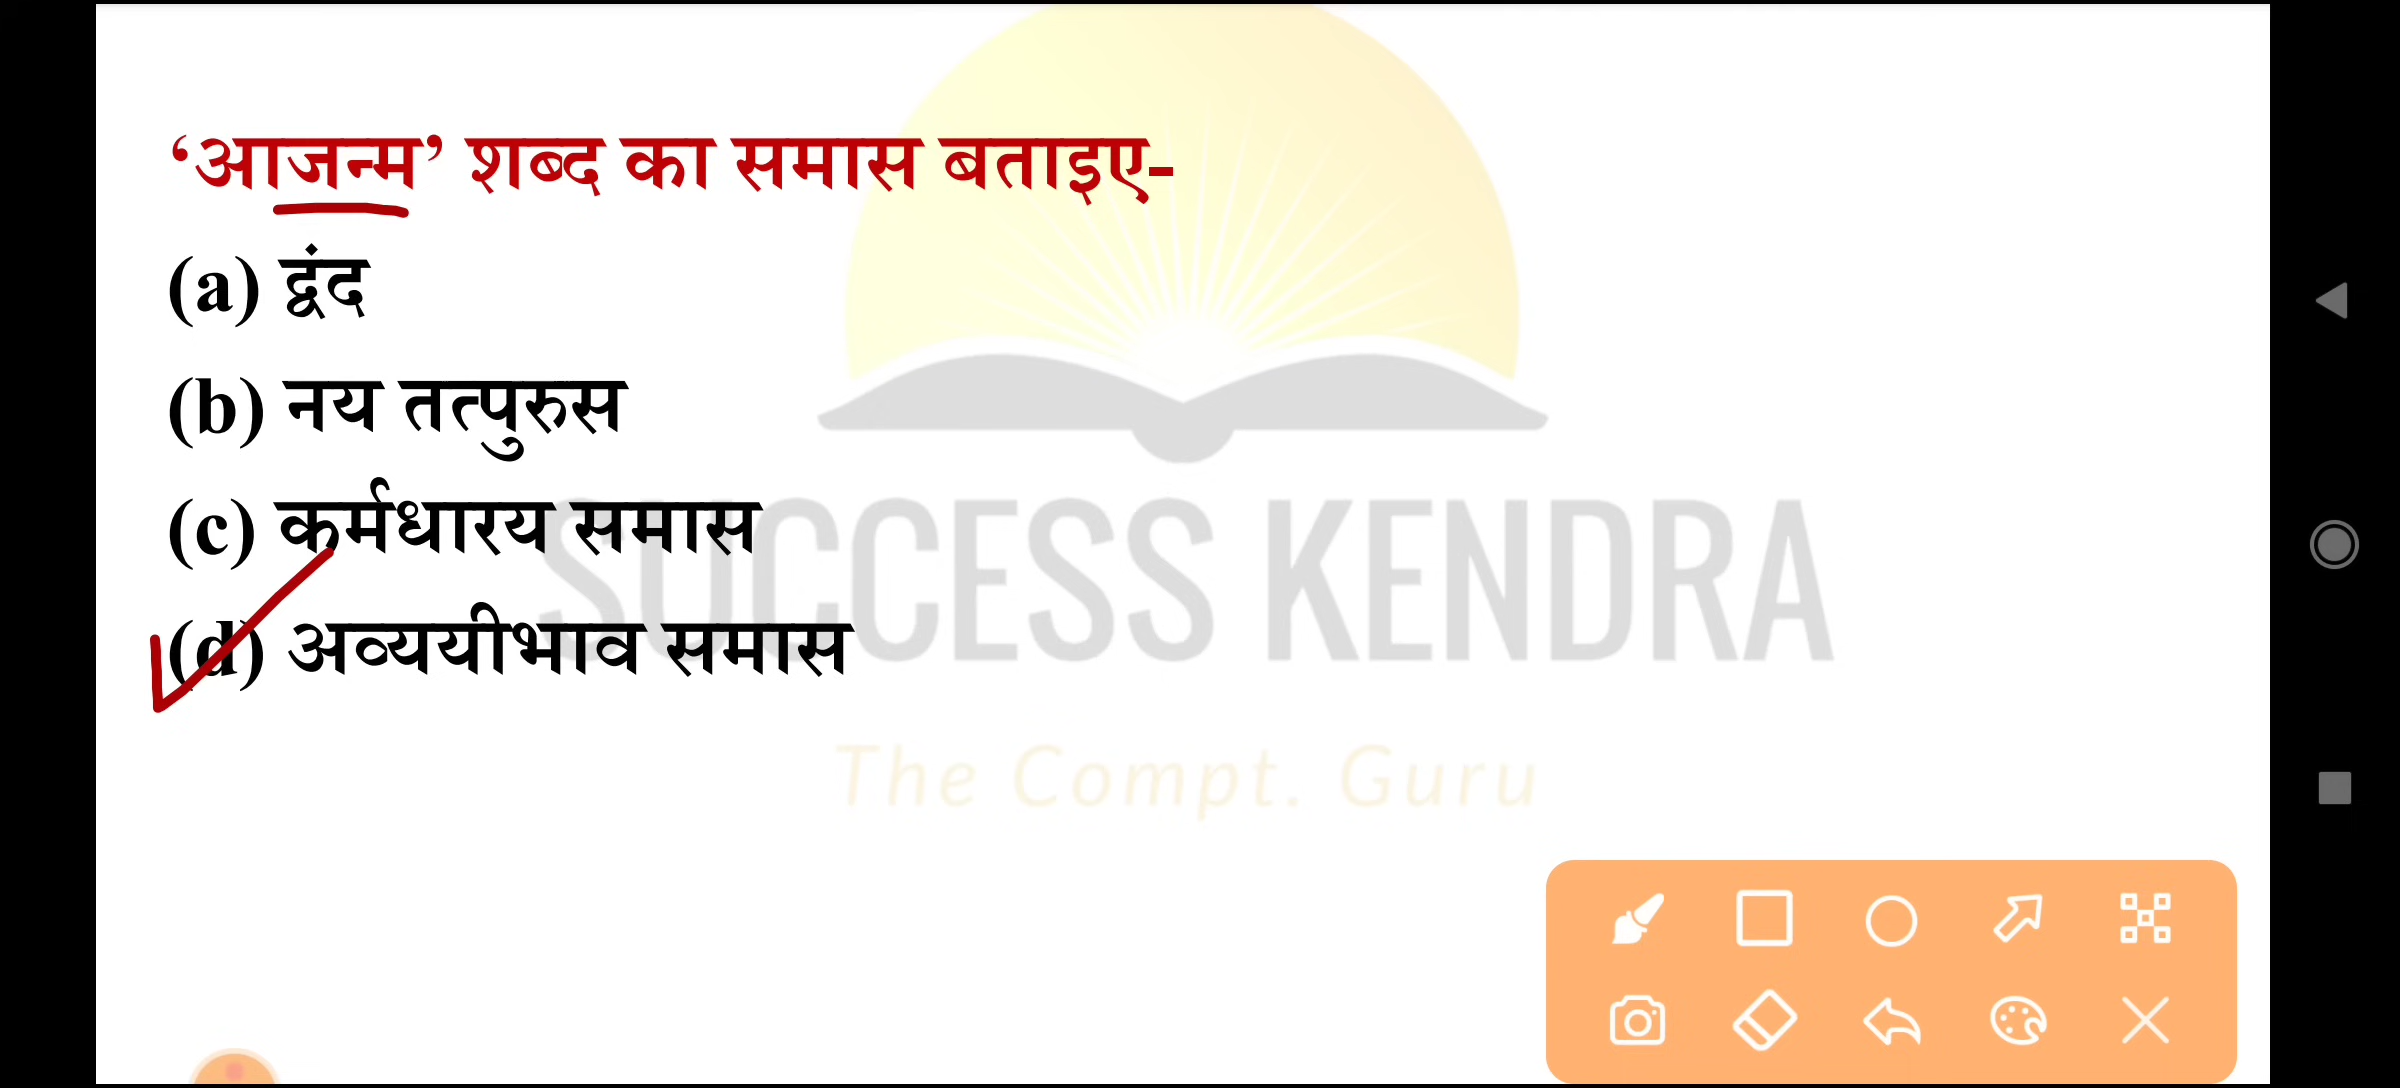 ‘आजन्म’ शब्द का समास बताइए-
(a) द्वंद
(b) नय तत्पुरुस
(c) कर्मधारय समास
(d) अव्ययीभाव समास
SUCCESS KENDRA
The Compt. Guru